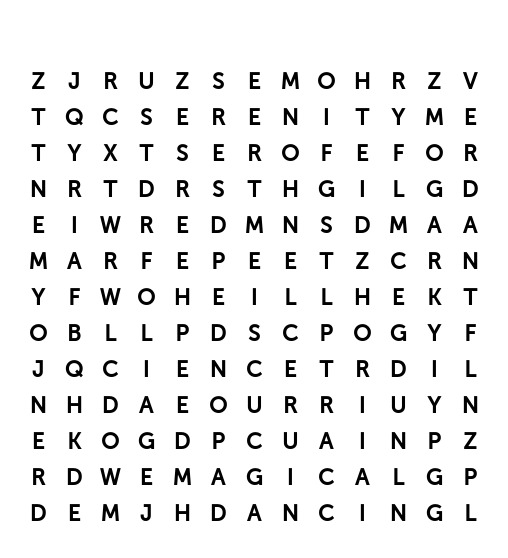 Z J R U Z S E M O H R Z V
T Q C S E R E N I T Y M E
T Y X T S E R O F E F O R
N R T D R S T H G I L G D
E I W R E D M N S D M A A
M A R F E P E E T Z C R N
Y F W O H E I L L H E K T
O B L L P D S C P O G Y F
J Q C I E N C E T R D I L
N H D A E O U R R I U Y N
E K O G D P C U A I N P Z
R D W E M A G I C A L G P
D E M J H D A N C I N G L